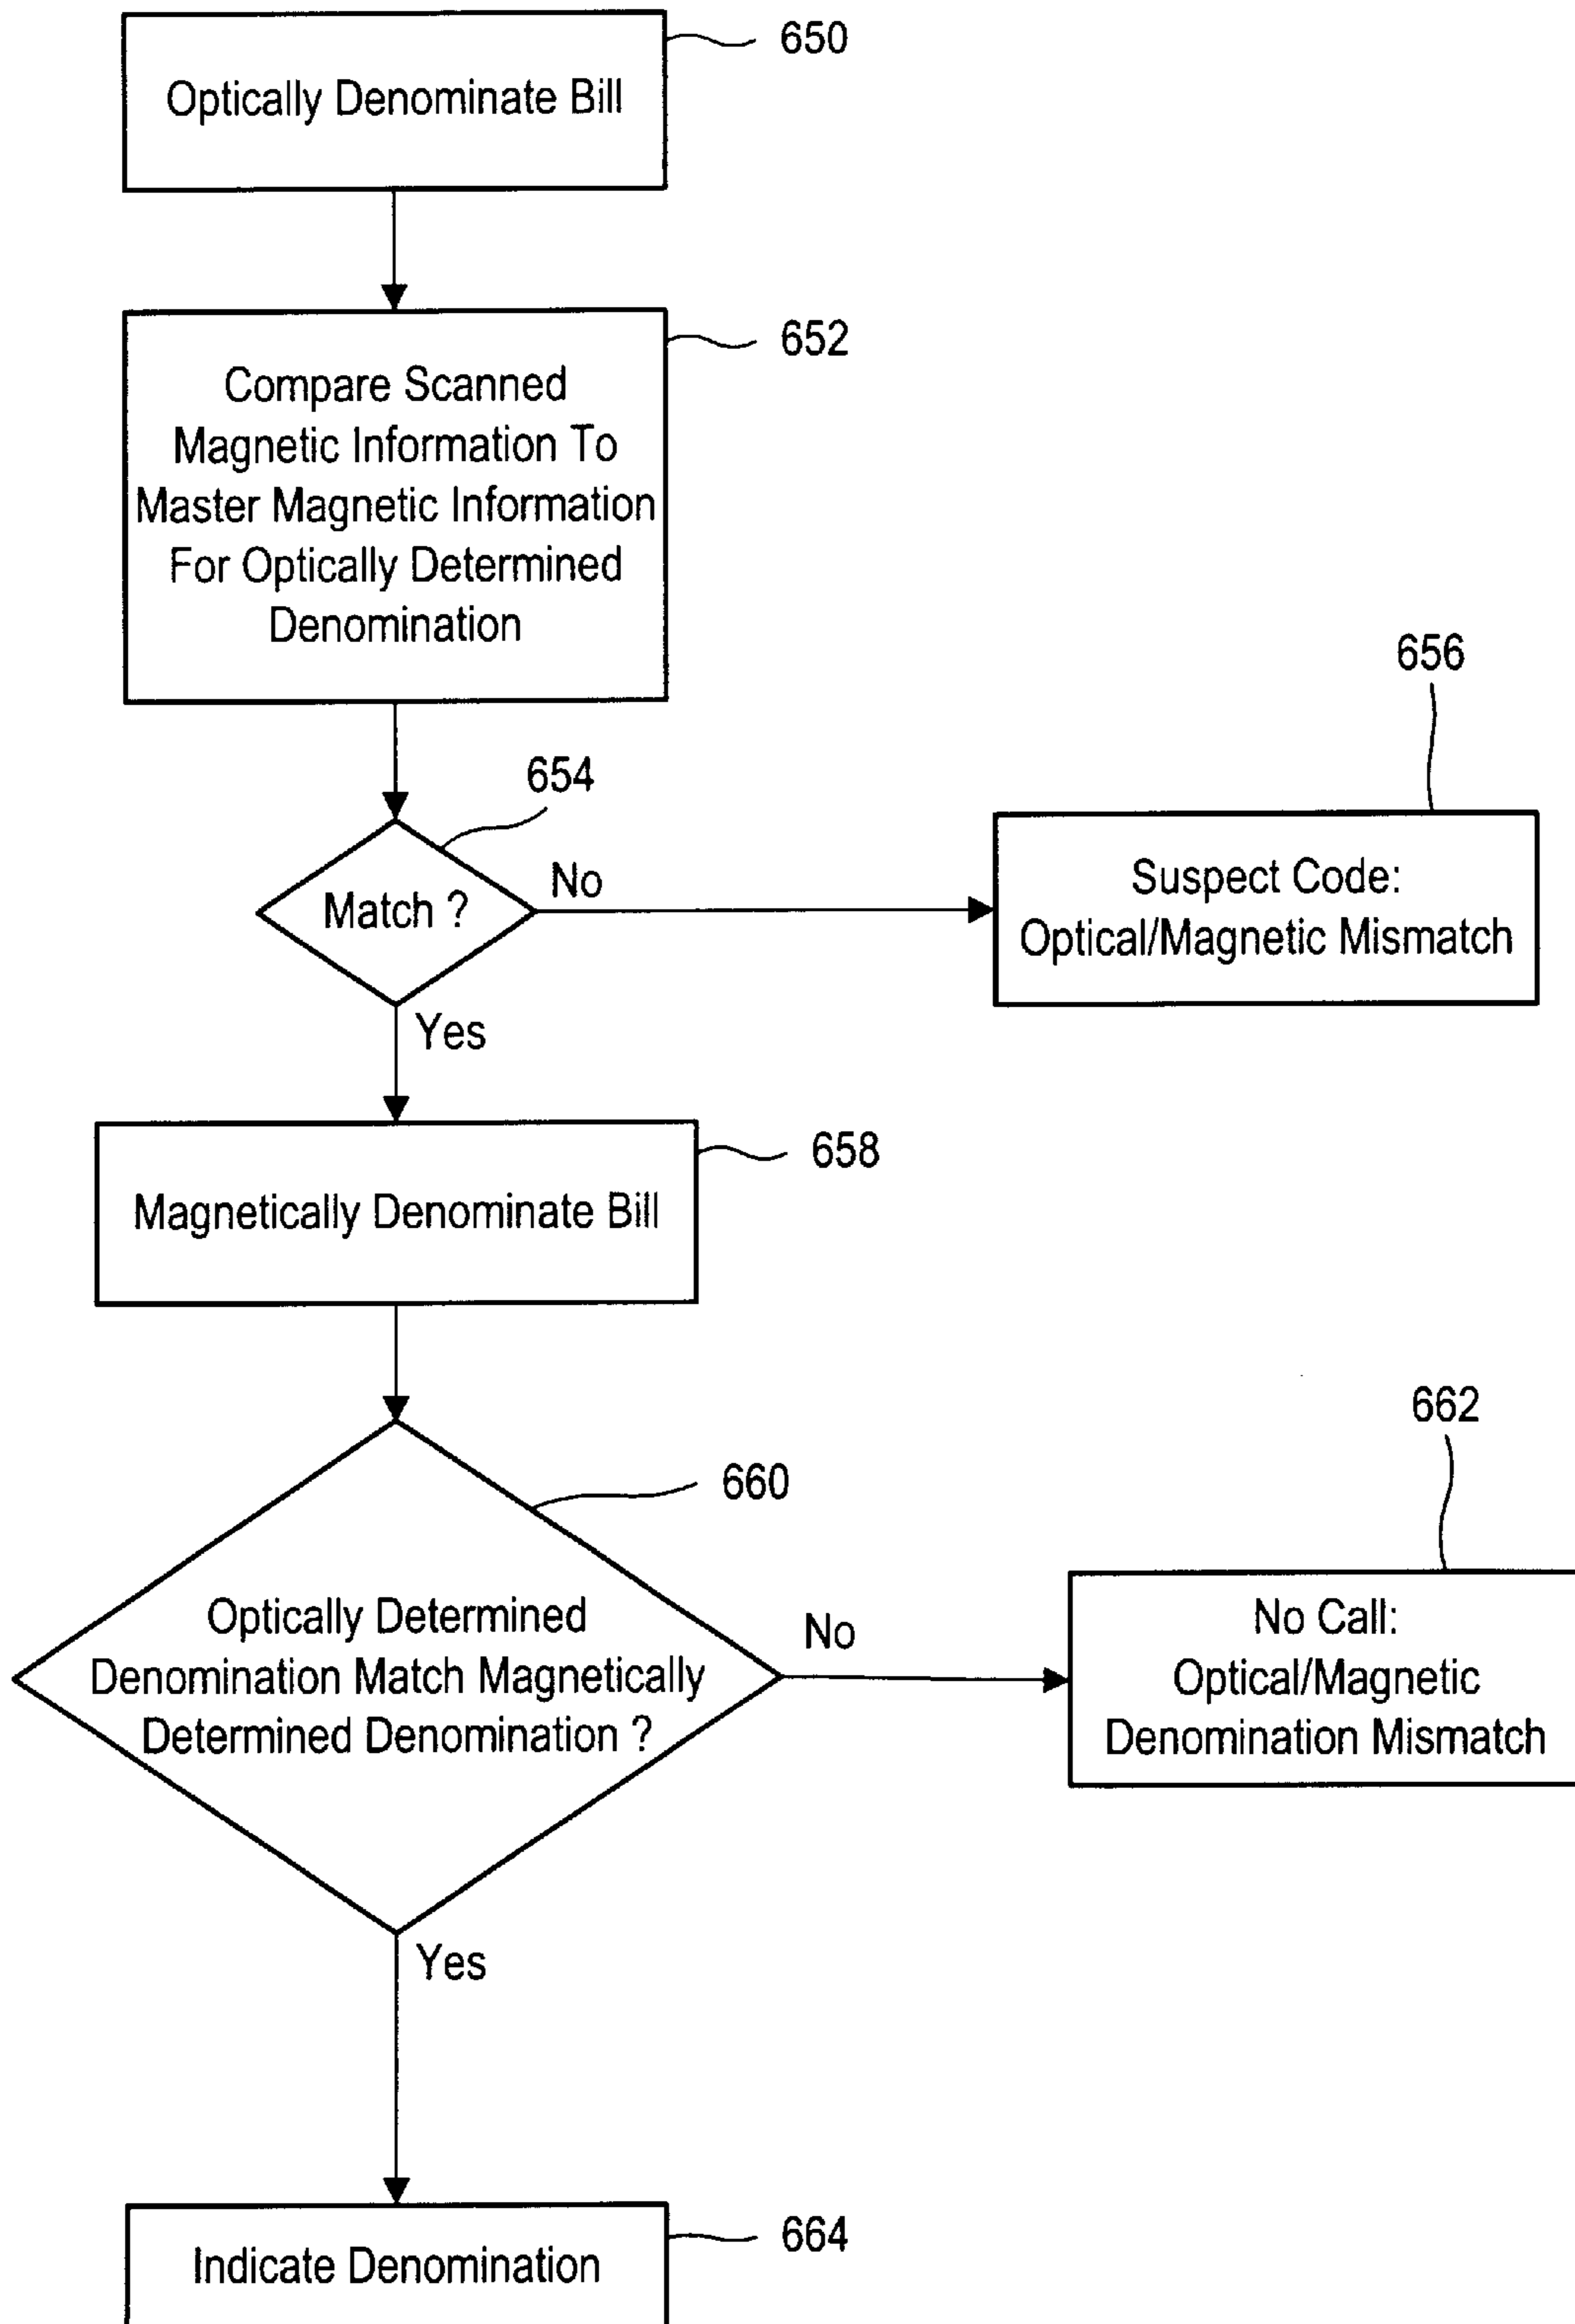 650
Optically Denominate Bill
652
Compare Scanned
Magnetic Information To
Master Magnetic Information
For Optically Determined
Denomination
654
Match ?
No
656
Suspect Code:
Optical/Magnetic Mismatch
Yes
658
Magnetically Denominate Bill
660
Optically Determined
Denomination Match Magnetically
Determined Denomination ?
No
662
No Call:
Optical/Magnetic
Denomination Mismatch
Yes
664
Indicate Denomination